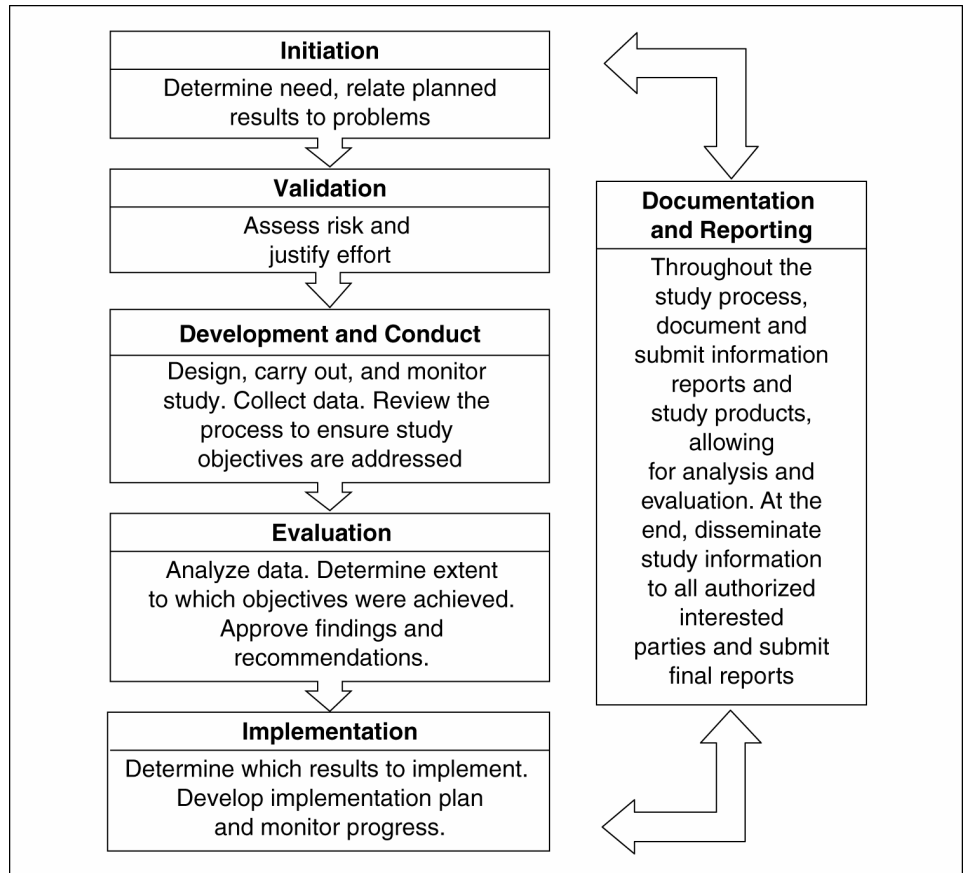 Initiation
Determine need, relate planned
results to problems
Validation
Assess risk and
justify effort
Development and Conduct
Design, carry out, and monitor
study. Collect data. Review the
process to ensure study
objectives are addressed
Evaluation
Analyze data. Determine extent
to which objectives were achieved.
Approve findings and
recommendations.
Implementation
Determine which results to implement.
Develop implementation plan
and monitor progress.
Documentation
and Reporting
Throughout the
study process,
document and
submit information
reports and
study products,
allowing
for analysis and
evaluation. At the
end, disseminate
study information
to all authorized
interested
parties and submit
final reports